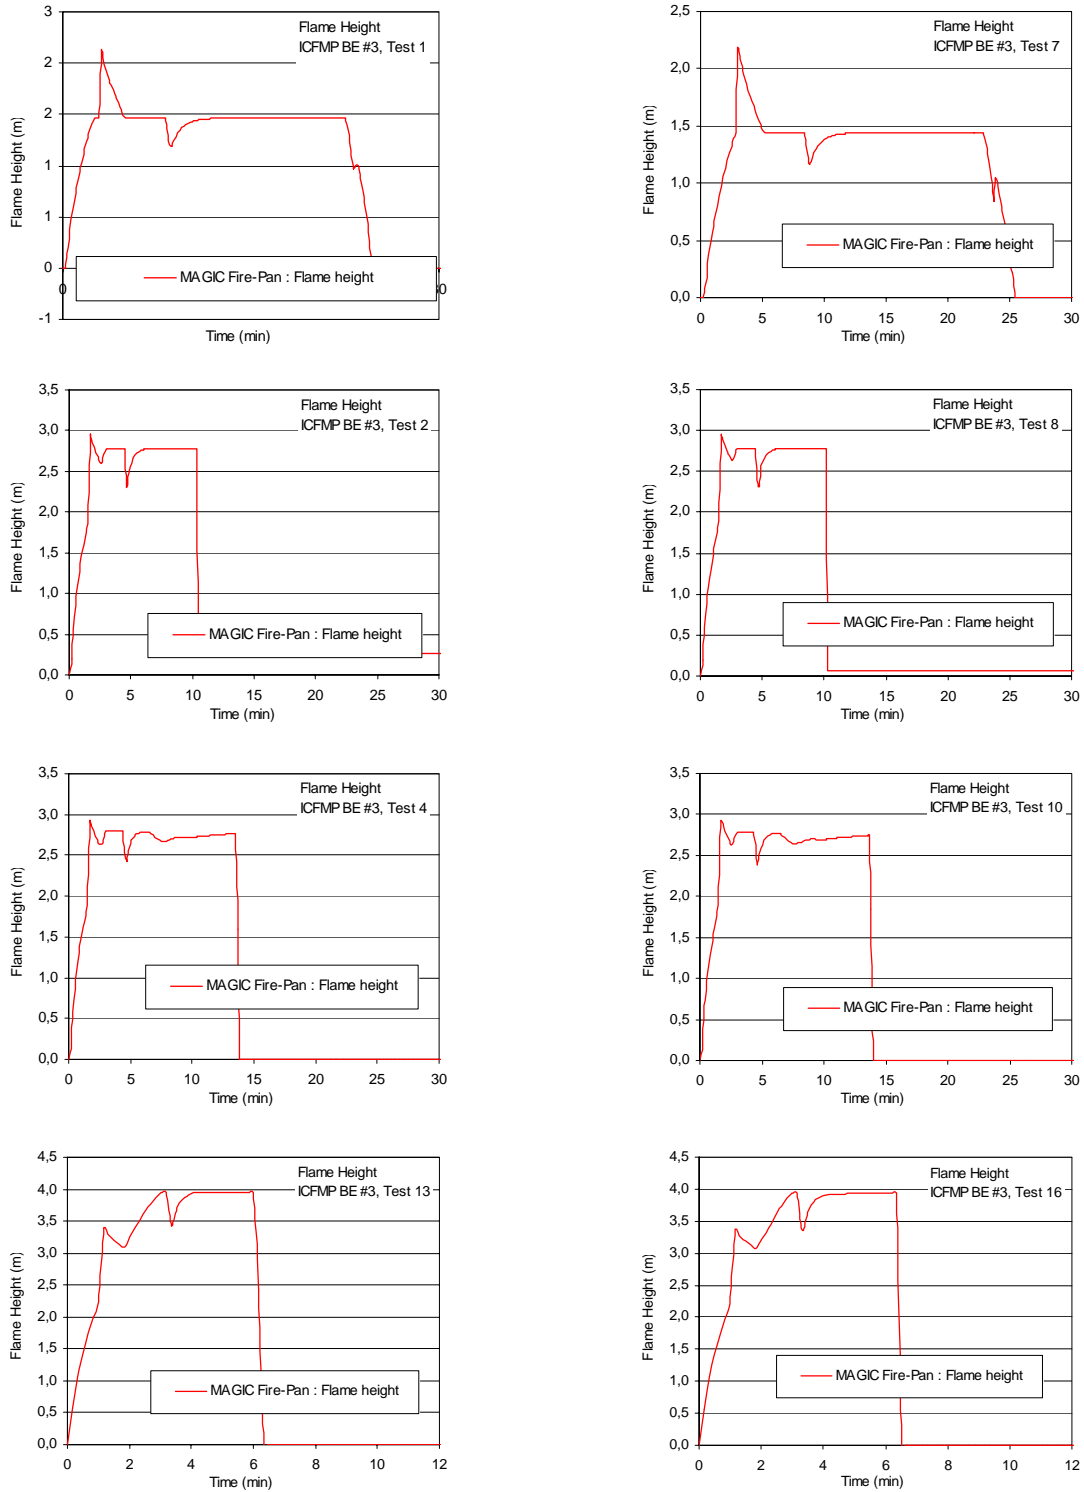 3
2
2
1
1
0
-1
Flame Height (m)
Flame Height
ICFMP BE #3, Test 1
MAGIC Fire-Pan : Flame height
0
0
Time (min)
2,5
2,0
1,5
1,0
0,5
0,0
Flame Height (m)
Flame Height
ICFMP BE #3, Test 7
MAGIC Fire-Pan : Flame height
0 5 10 15 20 25 30
Time (min)
3,5
3,0
2,5
2,0
1,5
1,0
0,5
0,0
Flame Height (m)
Flame Height
ICFMP BE #3, Test 2
MAGIC Fire-Pan : Flame height
0 5 10 15 20 25 30
Time (min)
3,5
3,0
2,5
2,0
1,5
1,0
0,5
0,0
Flame Height (m)
Flame Height
ICFMP BE #3, Test 8
MAGIC Fire-Pan : Flame height
0 5 10 15 20 25 30
Time (min)
3,5
3,0
2,5
2,0
1,5
1,0
0,5
0,0
Flame Height (m)
Flame Height
ICFMP BE #3, Test 4
MAGIC Fire-Pan : Flame height
0 5 10 15 20 25 30
Time (min)
3,5
3,0
2,5
2,0
1,5
1,0
0,5
0,0
Flame Height (m)
Flame Height
ICFMP BE #3, Test 10
MAGIC Fire-Pan : Flame height
0 5 10 15 20 25 30
Time (min)
4,5
4,0
3,5
3,0
2,5
2,0
1,5
1,0
0,5
0,0
Flame Height (m)
Flame Height
ICFMP BE #3, Test 13
MAGIC Fire-Pan : Flame height
0 2 4 6 8 10 12
Time (min)
4,5
4,0
3,5
3,0
2,5
2,0
1,5
1,0
0,5
0,0
Flame Height (m)
Flame Height
ICFMP BE #3, Test 16
MAGIC Fire-Pan : Flame height
0 2 4 6 8 10 12
Time (min)